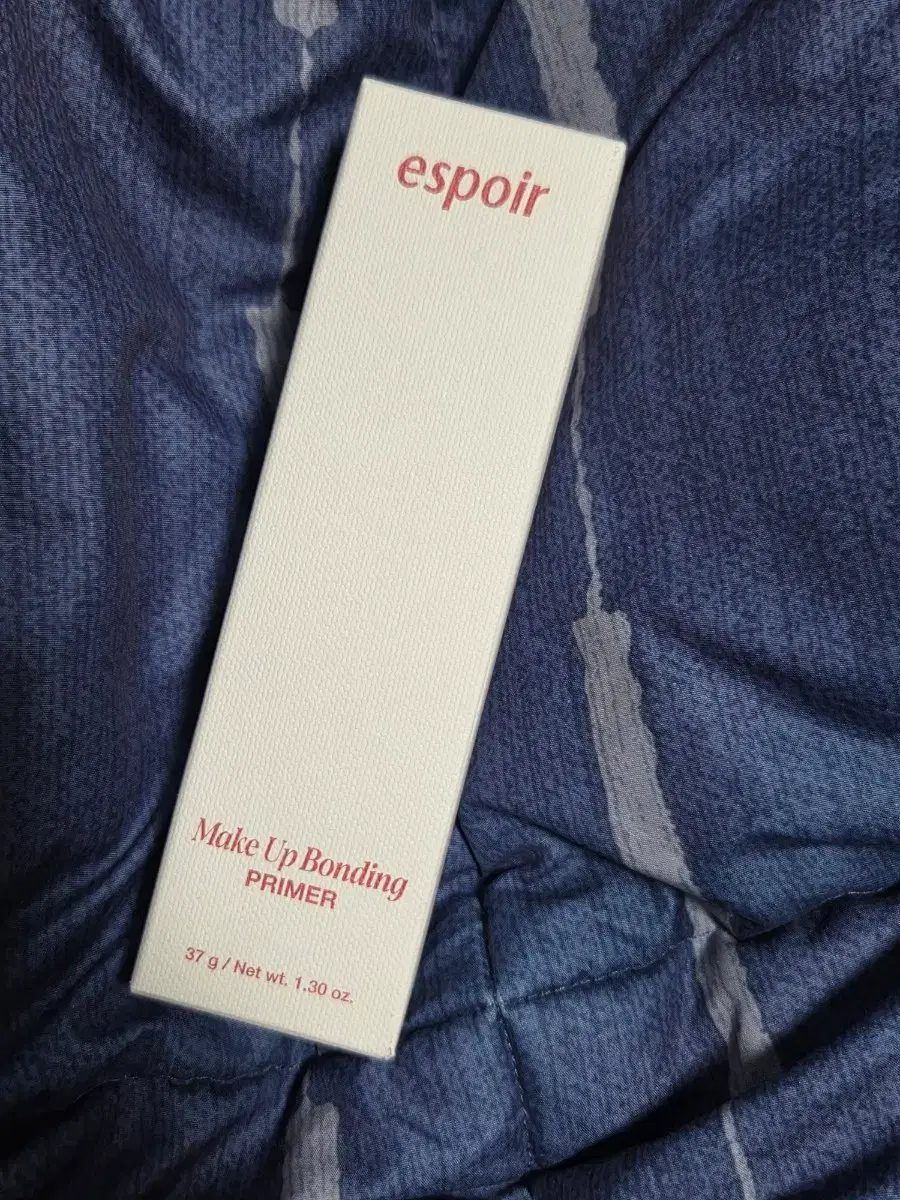 espoir
Make Up Bonding
PRIMER
37 g / Net wt. 1.30 oz.